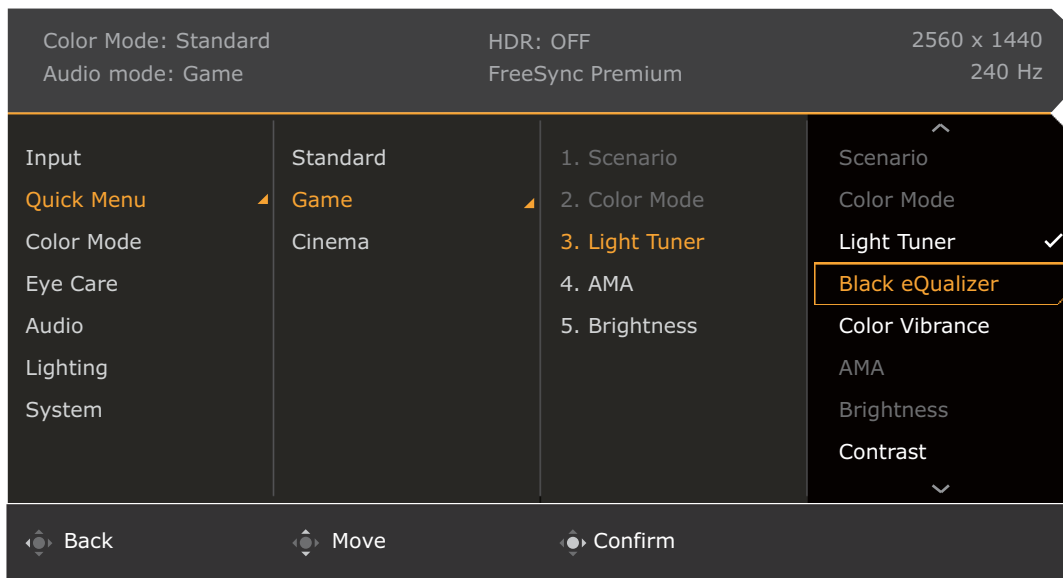 Color Mode: Standard
Audio mode: Game
HDR: OFF
FreeSync Premium
2560 x 1440
240 Hz
Input
Quick Menu
Color Mode
Eye Care
Audio
Lighting
System
Standard
Game
Cinema
1. Scenario
2. Color Mode
3. Light Tuner
4. AMA
5. Brightness
Scenario
Color Mode
Light Tuner
Black eQualizer
Color Vibrance
AMA
Brightness
Contrast
Back
Move
Confirm